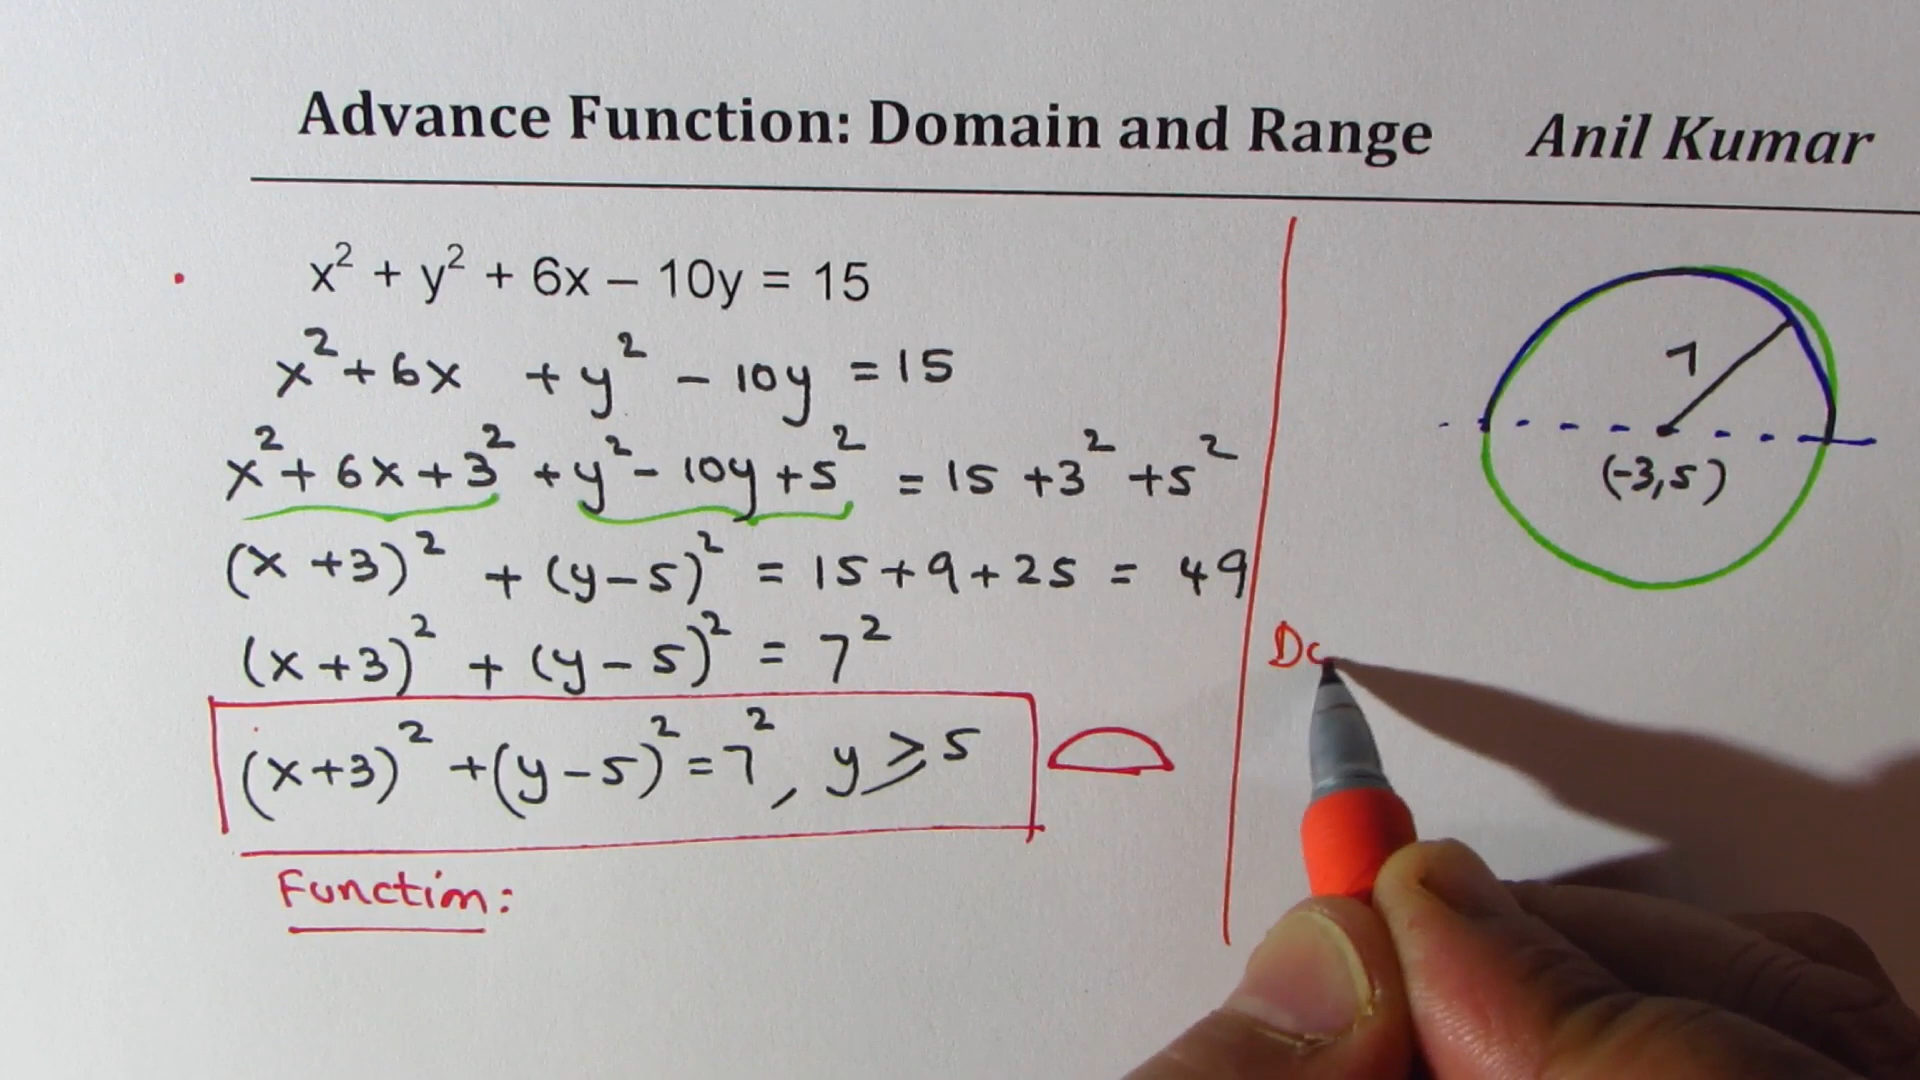 Advance Function: Domain and Range Anil Kumar
x² + y² + 6x – 10y = 15
x² + 6x + y² – 10y = 15
x² + 6x + 3² + y² – 10y + 5² = 15 + 3² + 5²
(x + 3)² + (y – 5)² = 15 + 9 + 25 = 49
(x + 3)² + (y – 5)² = 7²
(x + 3)² + (y – 5)² = 7², y ⩾ 5
Function:
7
(-3, 5)
Do